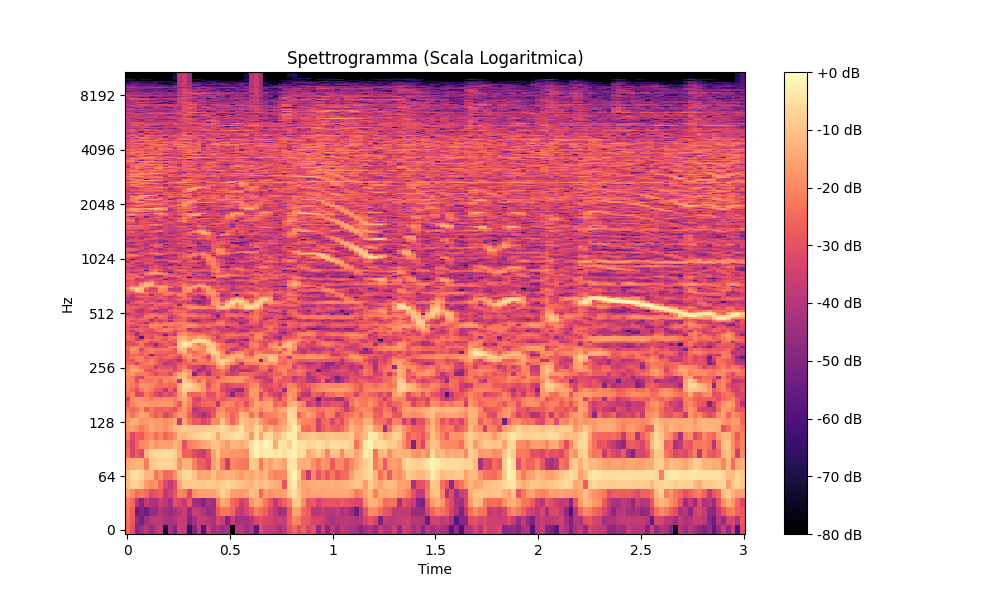 Spettrogramma (Scala Logaritmica)
8192
4096
2048
1024
512
256
128
64
0
Hz
0
0.5
1
1.5
2
2.5
3
Time
+0 dB
-10 dB
-20 dB
-30 dB
-40 dB
-50 dB
-60 dB
-70 dB
-80 dB